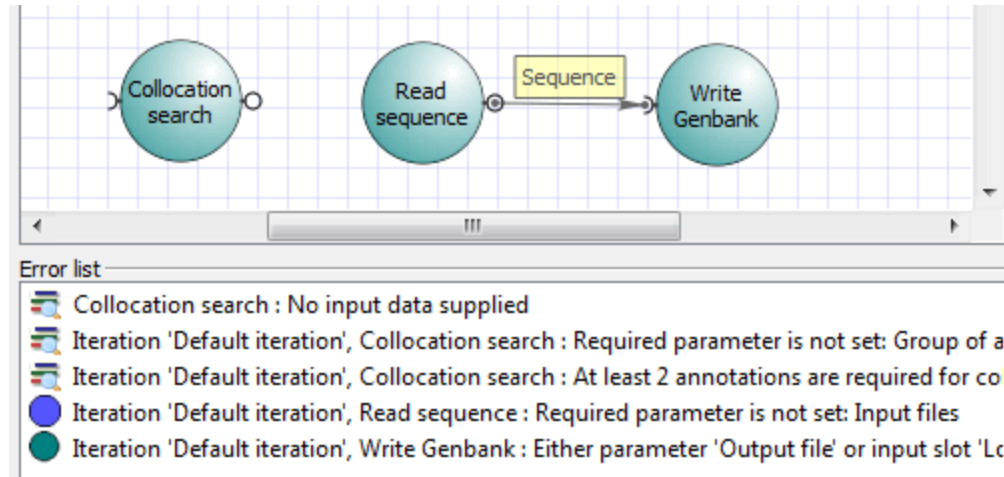 Collocation
search
Read
sequence
Sequence
Write
Genbank
Error list
Collocation search : No input data supplied
Iteration 'Default iteration', Collocation search : Required parameter is not set: Group of a
Iteration 'Default iteration', Collocation search : At least 2 annotations are required for co
Iteration 'Default iteration', Read sequence : Required parameter is not set: Input files
Iteration 'Default iteration', Write Genbank : Either parameter 'Output file' or input slot 'Lo